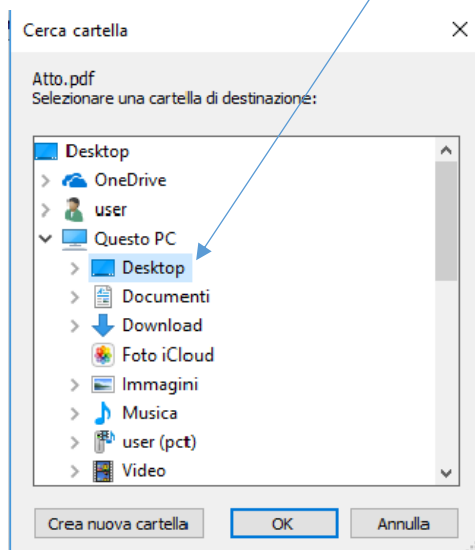 Cerca cartella
Atto.pdf
Selezionare una cartella di destinazione:
Desktop
OneDrive
user
Questo PC
Desktop
Documenti
Download
Foto iCloud
Immagini
Musica
user (pct)
Video
Crea nuova cartella OK Annulla